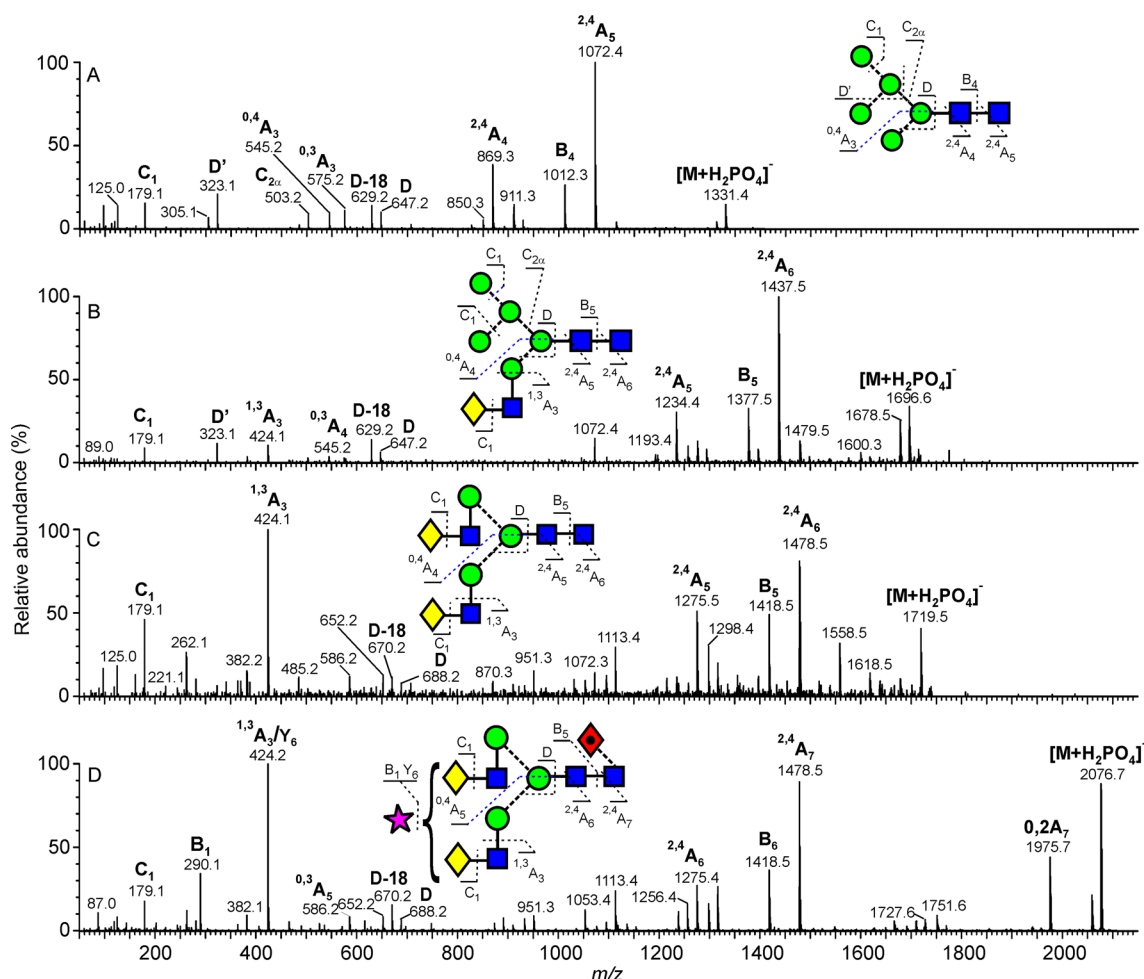 A
100
50
0
C1
179.1
125.0
305.1
D'
323.1
C2α
503.2
0,4A3
545.2
0,3A3
575.2
D-18
629.2
D
647.2
850.3
2,4A4
869.3
911.3
B4
1012.3
2,4A5
1072.4
[M+H2PO4]-
1331.4
C1
C2α
D'
D
B4
0,4A3
2,4A4
2,4A5
B
100
50
0
89.0
C1
179.1
D'
323.1
1,3A3
424.1
0,3A4
545.2
D-18
629.2
D
647.2
1072.4
1193.4
2,4A5
1234.4
B5
1377.5
2,4A6
1437.5
1479.5
1600.3
1678.5
[M+H2PO4]-
1696.6
C1
C2α
C1
D
B5
0,4A4
2,4A5
2,4A6
1,3A3
C1
Relative abundance (%)
C
100
50
0
125.0
C1
179.1
221.1
262.1
382.2
1,3A3
424.1
485.2
586.2
652.2
D-18
670.2
D
688.2
870.3
951.3
1072.3
1113.4
2,4A5
1275.5
1298.4
B5
1418.5
2,4A6
1478.5
1558.5
1618.5
[M+H2PO4]-
1719.5
C1
D
B5
0,4A4
2,4A5
2,4A6
1,3A3
C1
D
100
50
0
87.0
C1
179.1
B1
290.1
382.1
1,3A3/Y6
424.2
0,3A5
586.2
652.2
D-18
670.2
D
688.2
951.3
1053.4
1113.4
1256.4
2,4A6
1275.4
B6
1418.5
2,4A7
1478.5
1727.6
1751.6
0,2A7
1975.7
[M+H2PO4]-
2076.7
B1 Y6
C1
D
B5
0,4A5
2,4A6
2,4A7
1,3A3
C1
200 400 600 800 1000 1200 1400 1600 1800 2000
m/z